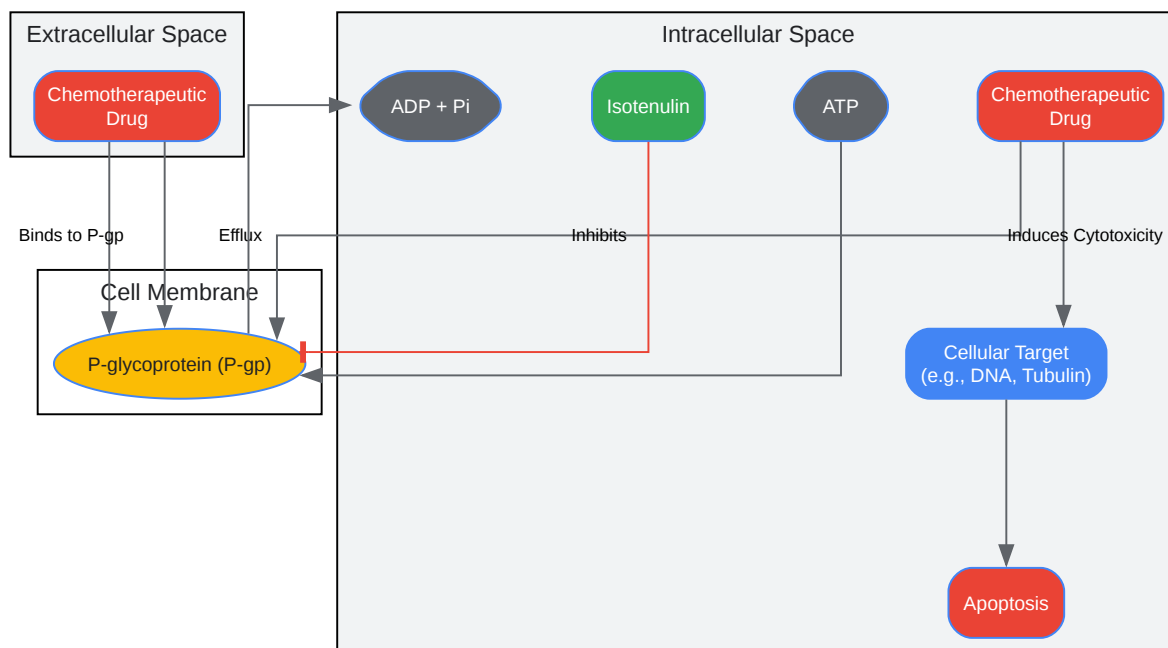 Extracellular Space
Intracellular Space
Chemotherapeutic
Drug
ADP + Pi
Isotenulin
ATP
Chemotherapeutic
Drug
Binds to P-gp
Efflux
Inhibits
Induces Cytotoxicity
Cell Membrane
P-glycoprotein (P-gp)
Cellular Target
(e.g., DNA, Tubulin)
Apoptosis